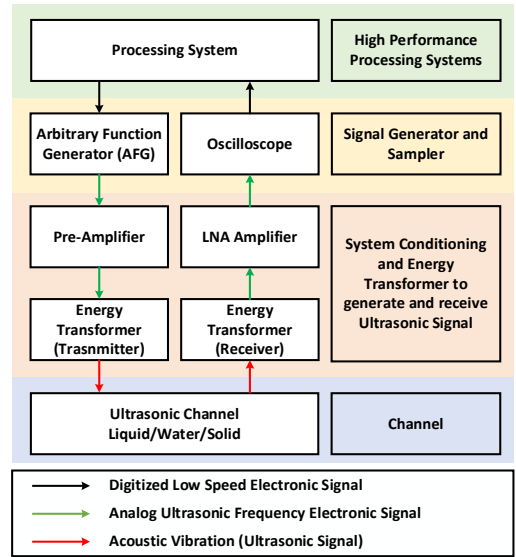 Processing System
High Performance
Processing Systems
Arbitrary Function
Generator (AFG)
Oscilloscope
Signal Generator and
Sampler
Pre-Amplifier
LNA Amplifier
System Conditioning
and Energy
Transformer to
generate and receive
Ultrasonic Signal
Energy
Transformer
(Trasnmitter)
Energy
Transformer
(Receiver)
Ultrasonic Channel
Liquid/Water/Solid
Channel
Digitized Low Speed Electronic Signal
Analog Ultrasonic Frequency Electronic Signal
Acoustic Vibration (Ultrasonic Signal)